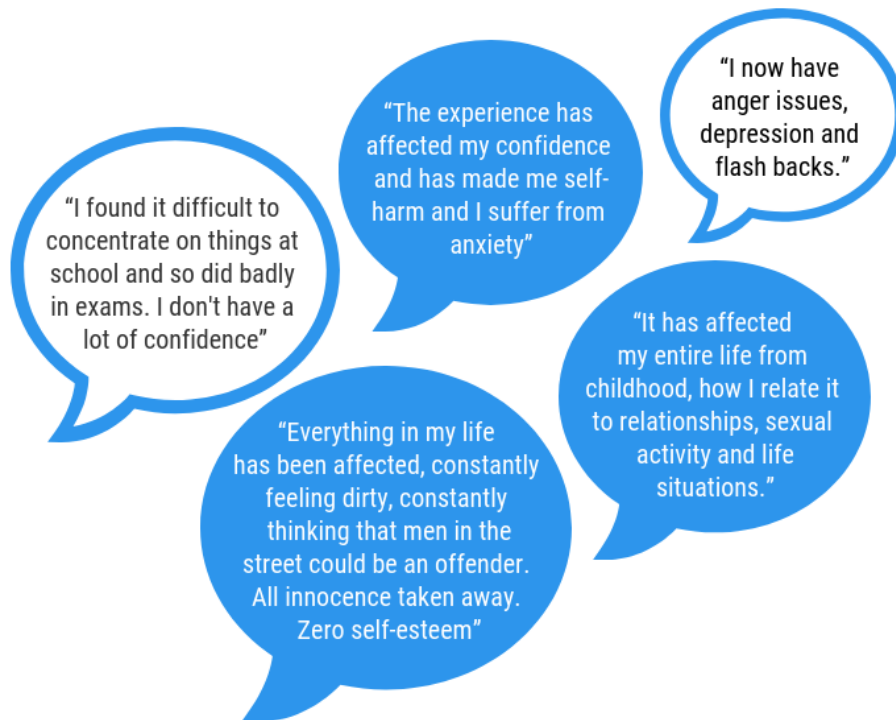 “I now have
anger issues,
depression and
flash backs.”
“The experience has
affected my confidence
and has made me self-
harm and I suffer from
anxiety”
“I found it difficult to
concentrate on things at
school and so did badly
in exams. I don't have a
lot of confidence”
“It has affected
my entire life from
childhood, how I relate it
to relationships, sexual
activity and life
situations.”
“Everything in my life
has been affected, constantly
feeling dirty, constantly
thinking that men in the
street could be an offender.
All innocence taken away.
Zero self-esteem”